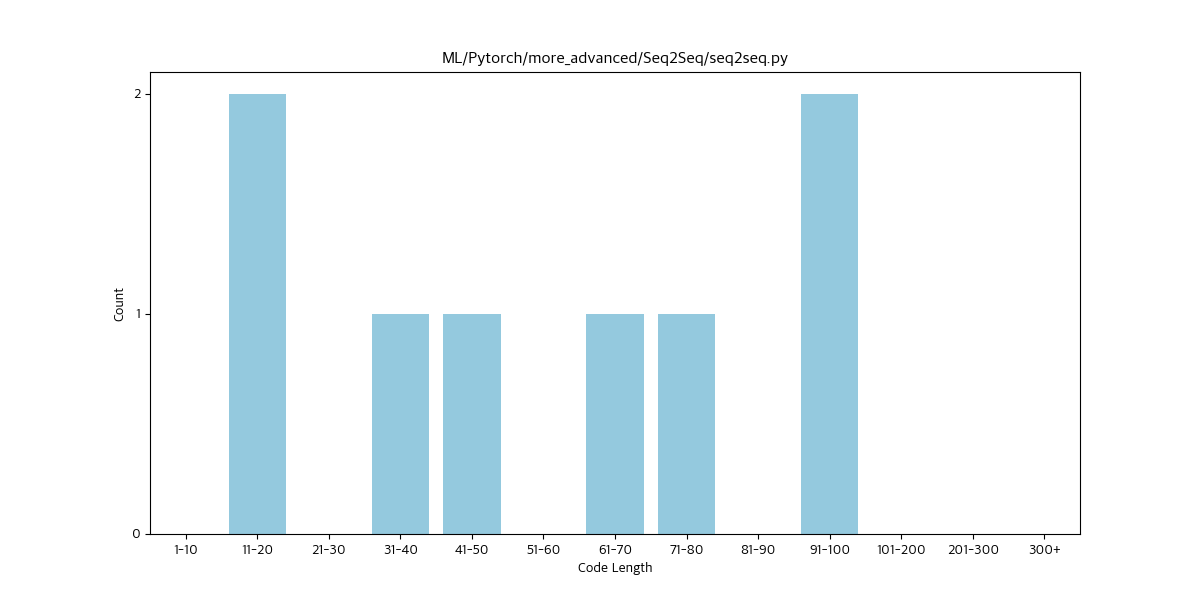 ML/Pytorch/more_advanced/Seq2Seq/seq2seq.py
2
1
0
Count
1-10 11-20 21-30 31-40 41-50 51-60 61-70 71-80 81-90 91-100 101-200 201-300 300+
Code Length